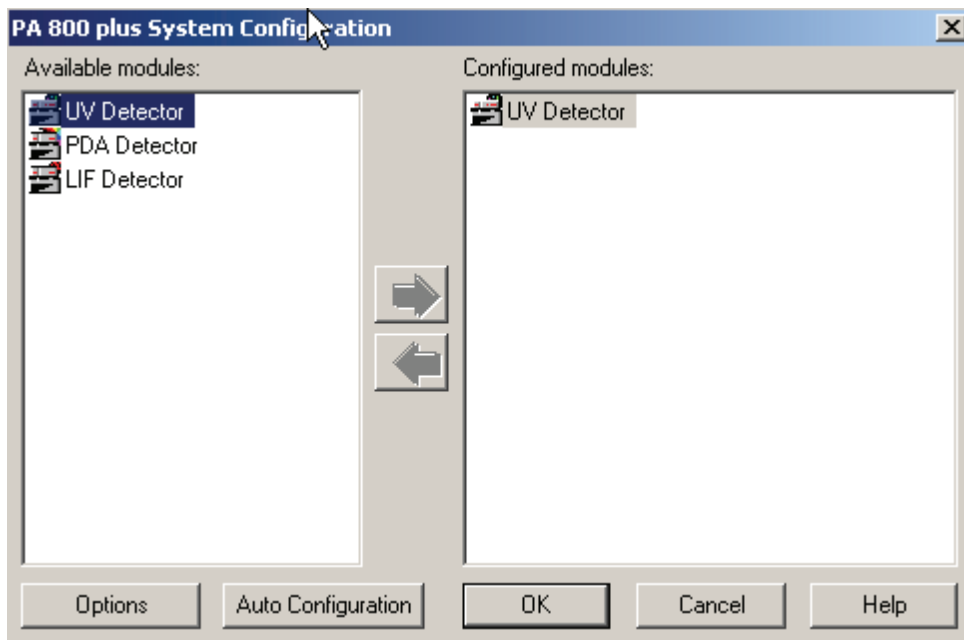 PA 800 plus System Configuration
Available modules:
UV Detector
PDA Detector
LIF Detector
Configured modules:
UV Detector
Options
Auto Configuration
OK
Cancel
Help